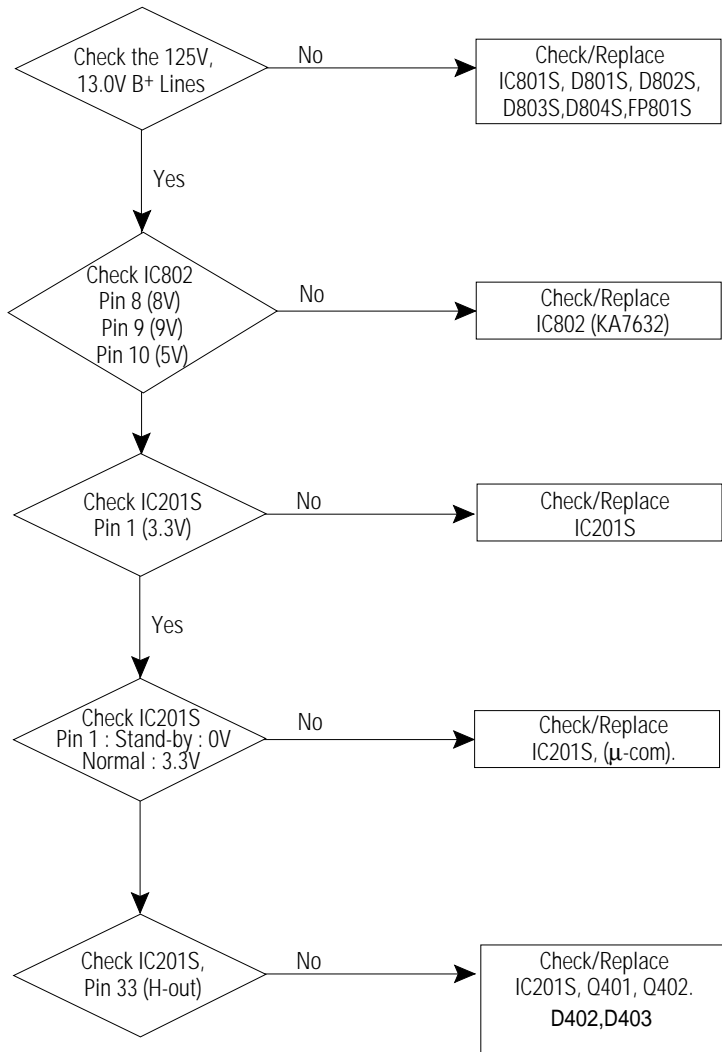 Check the 125V,
13.0V B+ Lines
No
Check/Replace
IC801S, D801S, D802S,
D803S,D804S,FP801S
Yes
Check IC802
Pin 8 (8V)
Pin 9 (9V)
Pin 10 (5V)
No
Check/Replace
IC802 (KA7632)
Check IC201S
Pin 1 (3.3V)
No
Check/Replace
IC201S
Yes
Check IC201S
Pin 1 : Stand-by : 0V
Normal : 3.3V
No
Check/Replace
IC201S, (μ-com).
Check IC201S,
Pin 33 (H-out)
No
Check/Replace
IC201S, Q401, Q402.
D402,D403